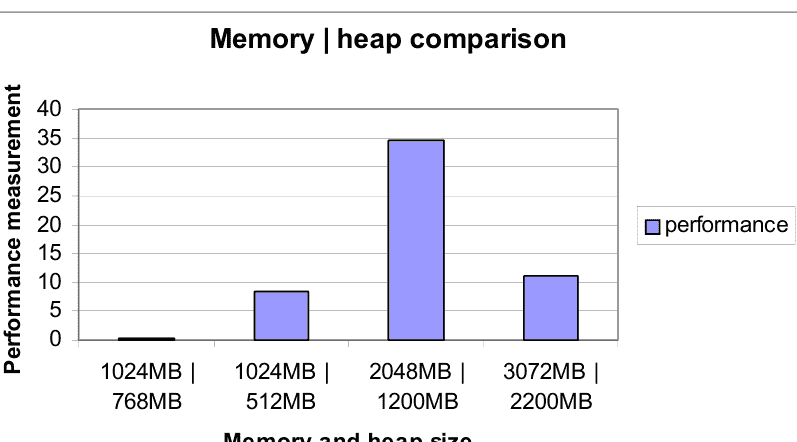 Memory | heap comparison
Performance measurement
40
35
30
25
20
15
10
5
0
1024MB |
768MB
1024MB |
512MB
2048MB |
1200MB
3072MB |
2200MB
Memory and heap size
performance